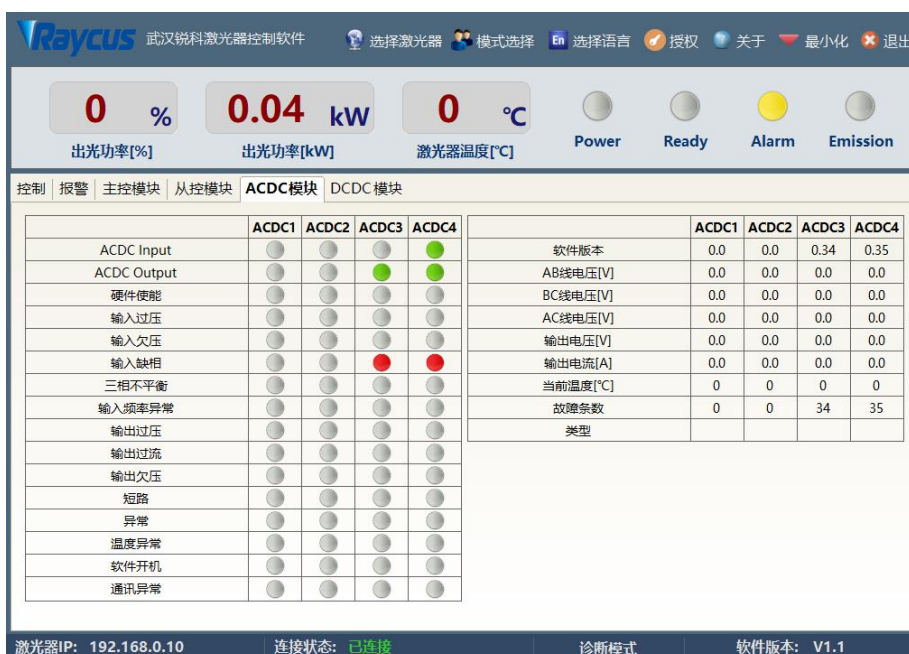 Raycus 武汉锐科激光器控制软件 选择激光器 模式选择 En 选择语言 授权 关于 最小化 退出
0 % 0.04 kW 0 ℃
出光功率[%] 出光功率[kW] 激光器温度[℃] Power Ready Alarm Emission
控制 报警 主控模块 从控模块 ACDC模块 DCDC模块
ACDC1 ACDC2 ACDC3 ACDC4
ACDC Input
ACDC Output
硬件使能
输入过压
输入欠压
输入缺相
三相不平衡
输入频率异常
输出过压
输出过流
输出欠压
短路
异常
温度异常
软件开机
通讯异常
ACDC1 ACDC2 ACDC3 ACDC4
软件版本 0.0 0.0 0.34 0.35
AB线电压[V] 0.0 0.0 0.0 0.0
BC线电压[V] 0.0 0.0 0.0 0.0
AC线电压[V] 0.0 0.0 0.0 0.0
输出电压[V] 0.0 0.0 0.0 0.0
输出电流[A] 0.0 0.0 0.0 0.0
当前温度[℃] 0 0 0 0
故障条数 0 0 34 35
类型
激光器IP: 192.168.0.10 连接状态: 已连接 诊断模式 软件版本: V1.1